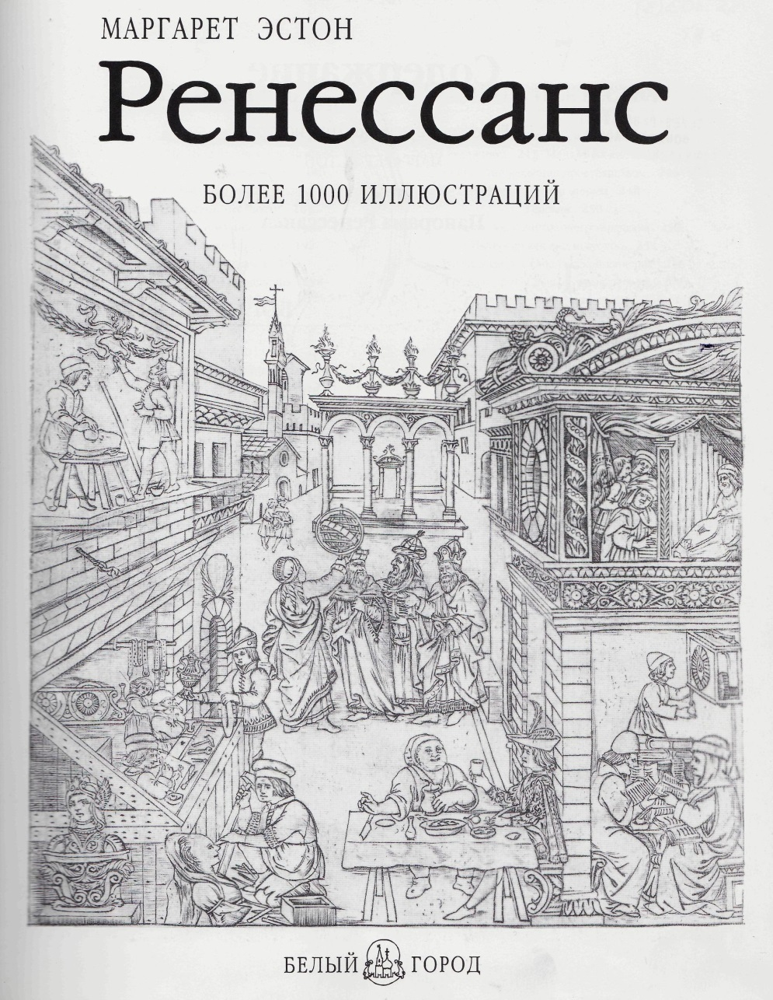 МАРГАРЕТ ЭСТОН
Ренессанс
БОЛЕЕ 1000 ИЛЛЮСТРАЦИЙ
БЕЛЫЙ ГОРОД